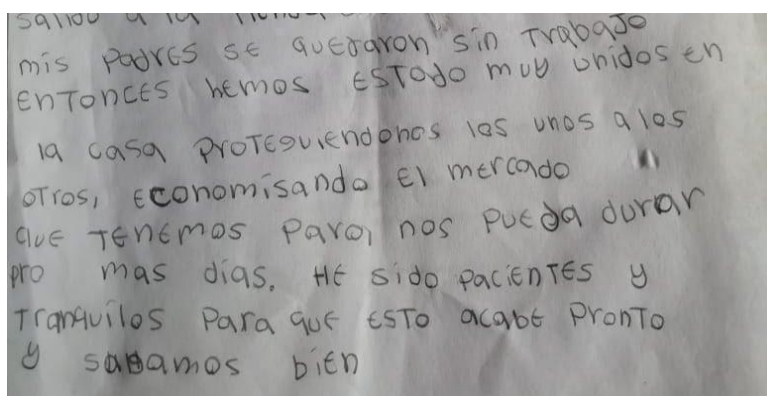 mis padres se quedaron sin trabajo
entonces hemos estado muy unidos en
la casa proteguiendonos los unos a los
otros, economisando el mercado
que tenemos para nos pueda durar
pro mas dias. He sido pacientes y
tranquilos para que esto acabe pronto
y sabamos bien